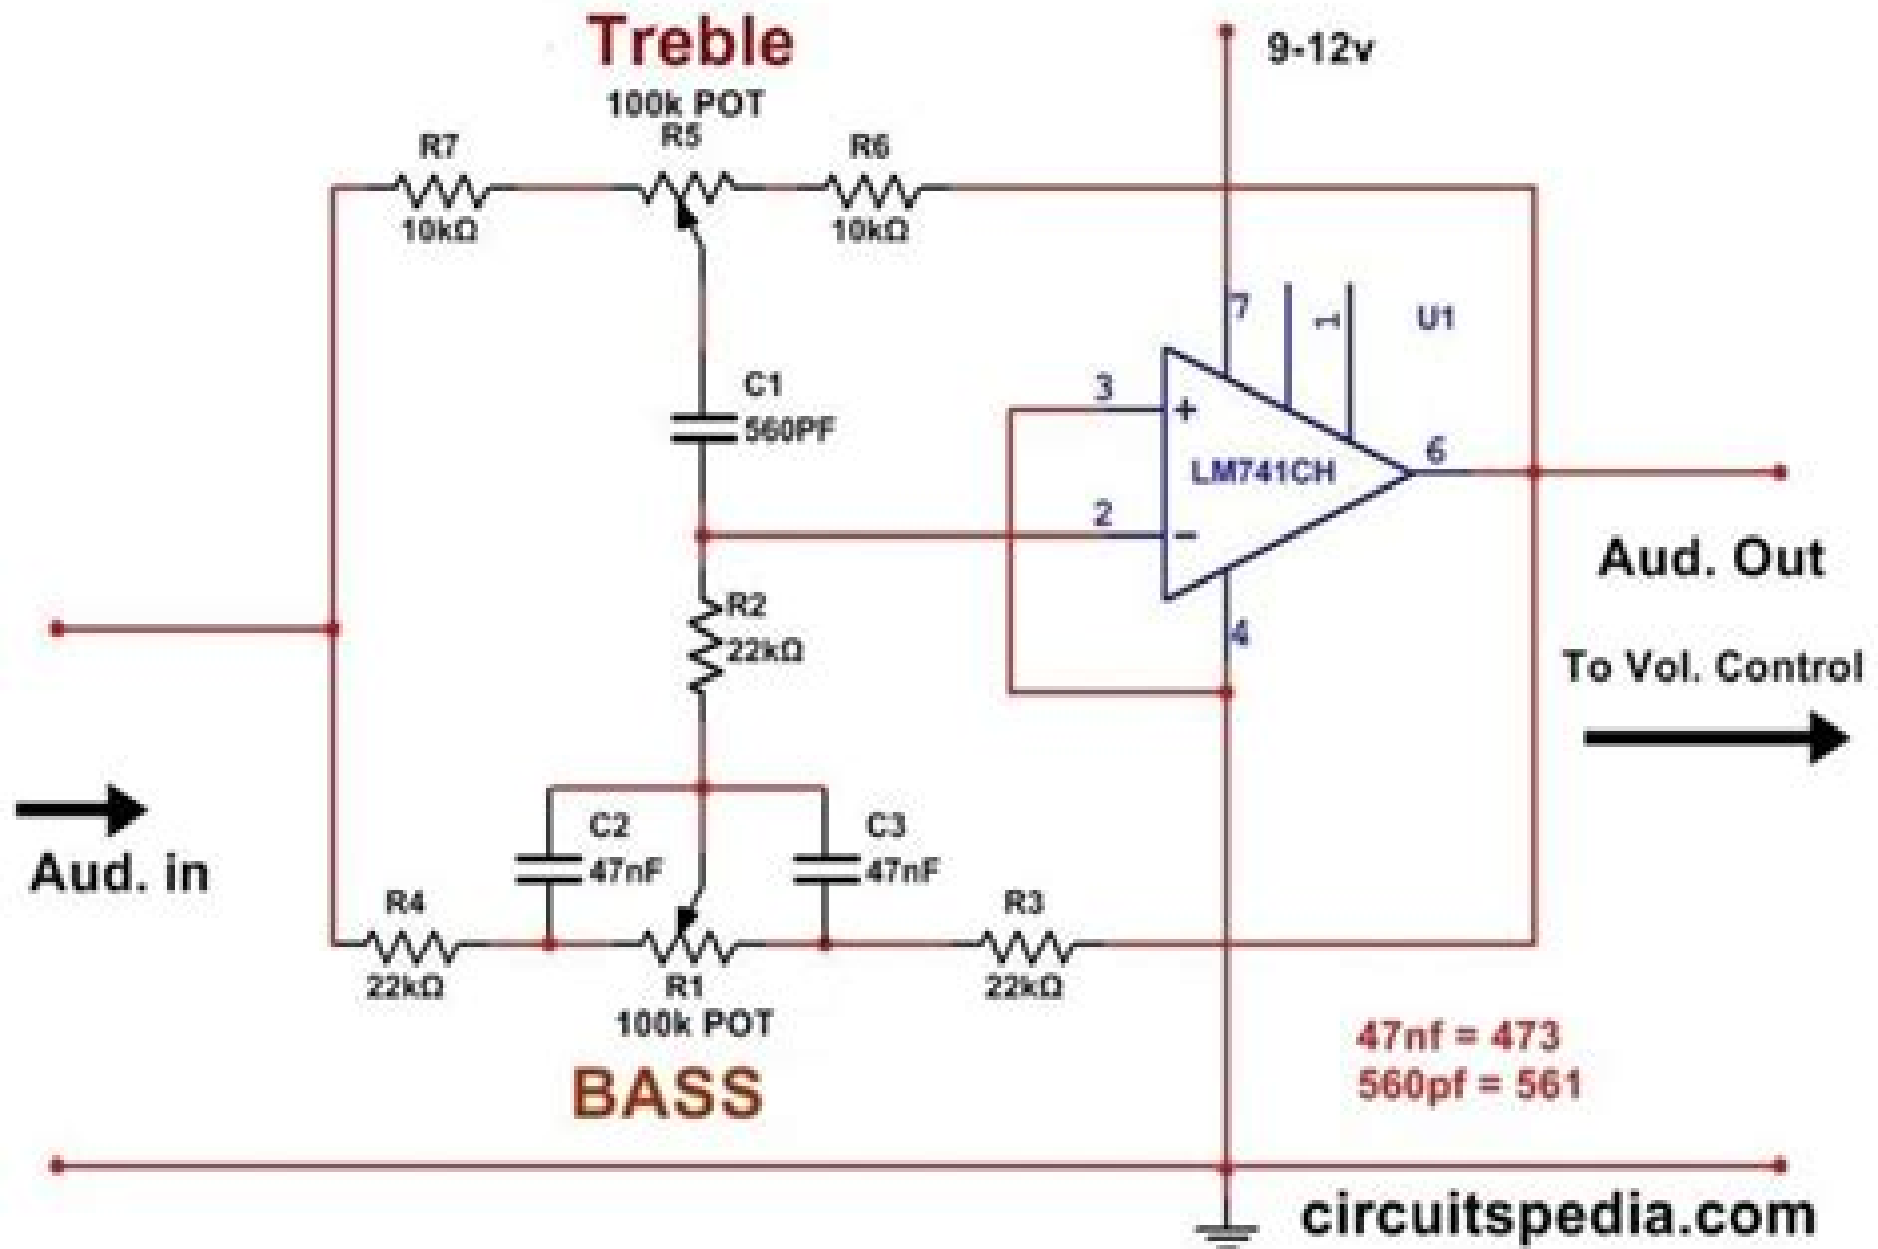 Treble
100k POT
R5
9-12v
R7
10kΩ
R6
10kΩ
7
1
U1
C1
560PF
3
+
LM741CH
6
2
−
4
Aud. Out
To Vol. Control
R2
22kΩ
Aud. in
C2
47nF
C3
47nF
R4
22kΩ
R1
100k POT
R3
22kΩ
BASS
47nf = 473
560pf = 561
circuitspedia.com